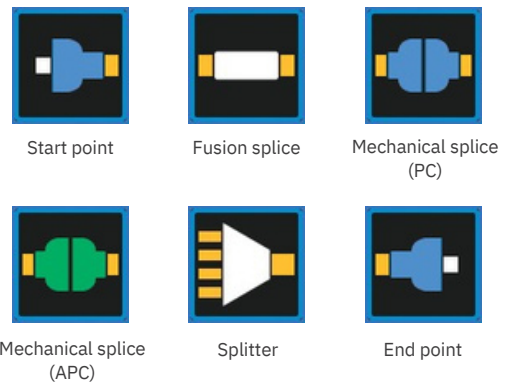 Start point
Fusion splice
Mechanical splice
(PC)
Mechanical splice
(APC)
Splitter
End point